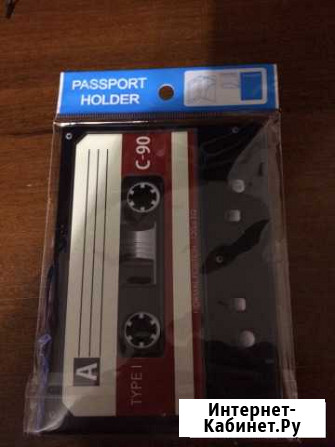 PASSPORT
HOLDER
C-90
A
TYPE I
Интернет-
Кабинет.Ру